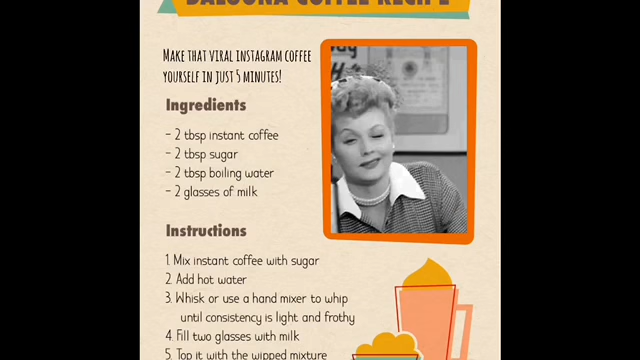 COFFEE RECIPE
Make that viral Instagram coffee
yourself in just 5 minutes!
Ingredients
- 2 tbsp instant coffee
- 2 tbsp sugar
- 2 tbsp boiling water
- 2 glasses of milk
Instructions
1. Mix instant coffee with sugar
2. Add hot water
3. Whisk or use a hand mixer to whip
until consistency is light and frothy
4. Fill two glasses with milk
5. Top it with the wipped mixture